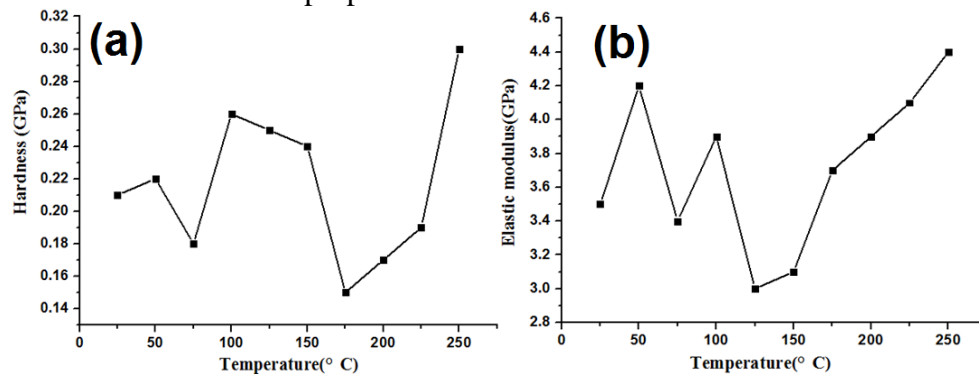 (a)
Hardness (GPa)
0.32
0.30
0.28
0.26
0.24
0.22
0.20
0.18
0.16
0.14
0 50 100 150 200 250
Temperature(° C)
(b)
Elastic modulus(GPa)
4.6
4.4
4.2
4.0
3.8
3.6
3.4
3.2
3.0
2.8
0 50 100 150 200 250
Temperature(° C)